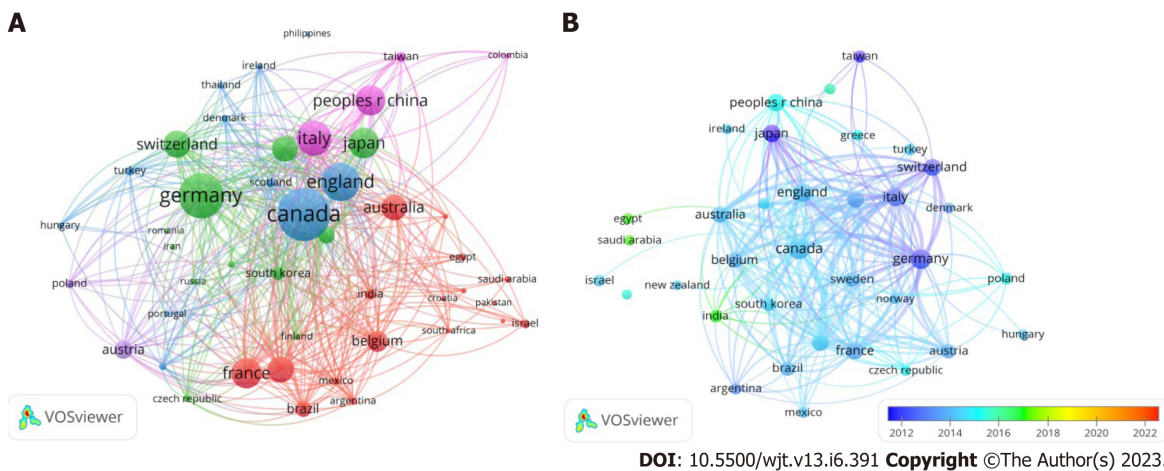 A
philippines
ireland
taiwan
colombia
thailand
peoples r china
denmark
switzerland
italy
japan
turkey
scotland
england
germany
canada
australia
hungary
romania
iran
egypt
south korea
saudi arabia
poland
russia
india
croatia
pakistan
portugal
israel
south africa
finland
belgium
austria
france
mexico
czech republic
brazil
argentina
VOSviewer
B
taiwan
peoples r china
ireland
japan
greece
turkey
switzerland
england
italy
egypt
australia
denmark
saudi arabia
canada
belgium
germany
israel
new zealand
sweden
poland
south korea
norway
india
hungary
france
austria
brazil
czech republic
argentina
mexico
VOSviewer
2012 2014 2016 2018 2020 2022
DOI: 10.5500/wjt.v13.i6.391 Copyright ©The Author(s) 2023.